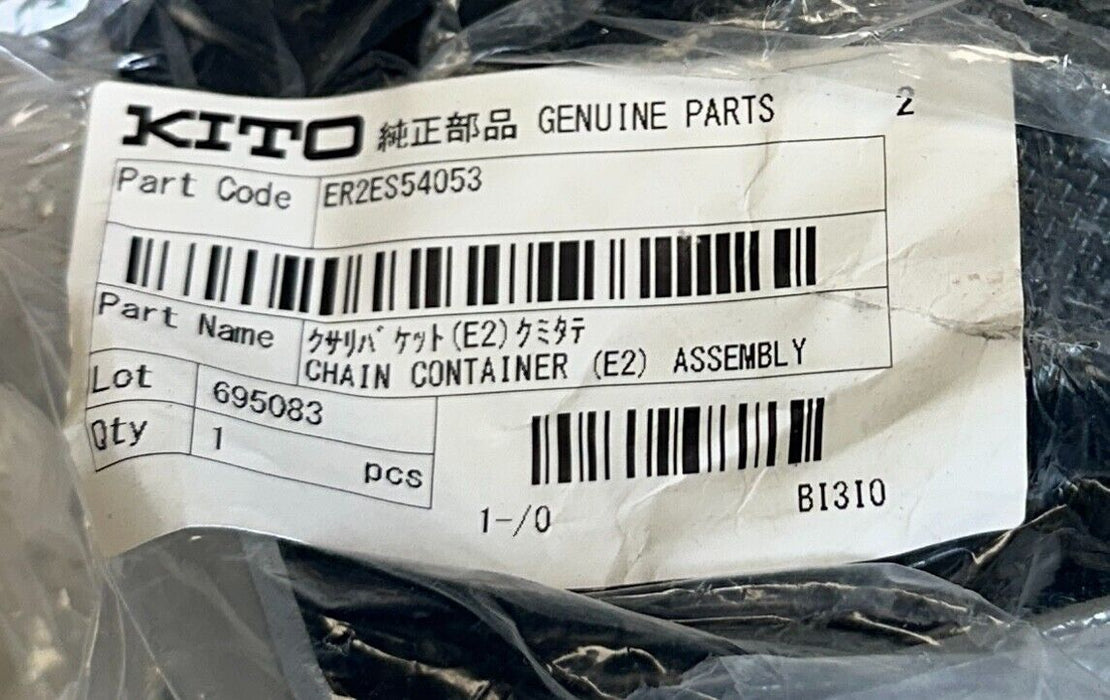 KITO 純正部品 GENUINE PARTS 2
Part Code ER2ES54053
Part Name クサリバケット(E2)クミタテ
CHAIN CONTAINER (E2) ASSEMBLY
Lot 695083
Qty 1 pcs
1-/0 BI3I0